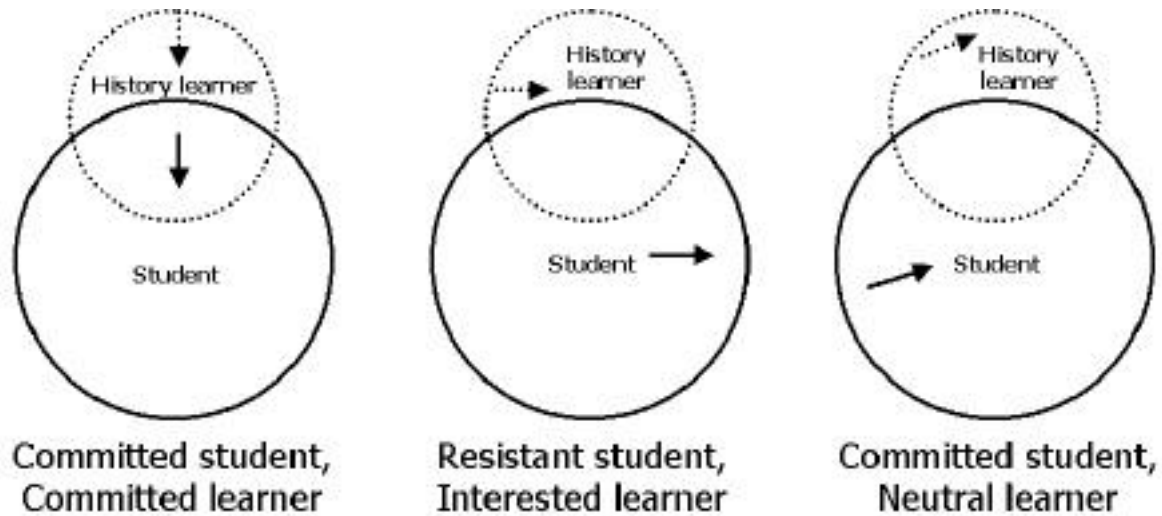 History learner
Student
Committed student,
Committed learner
History
learner
Student
Resistant student,
Interested learner
History
learner
Student
Committed student,
Neutral learner